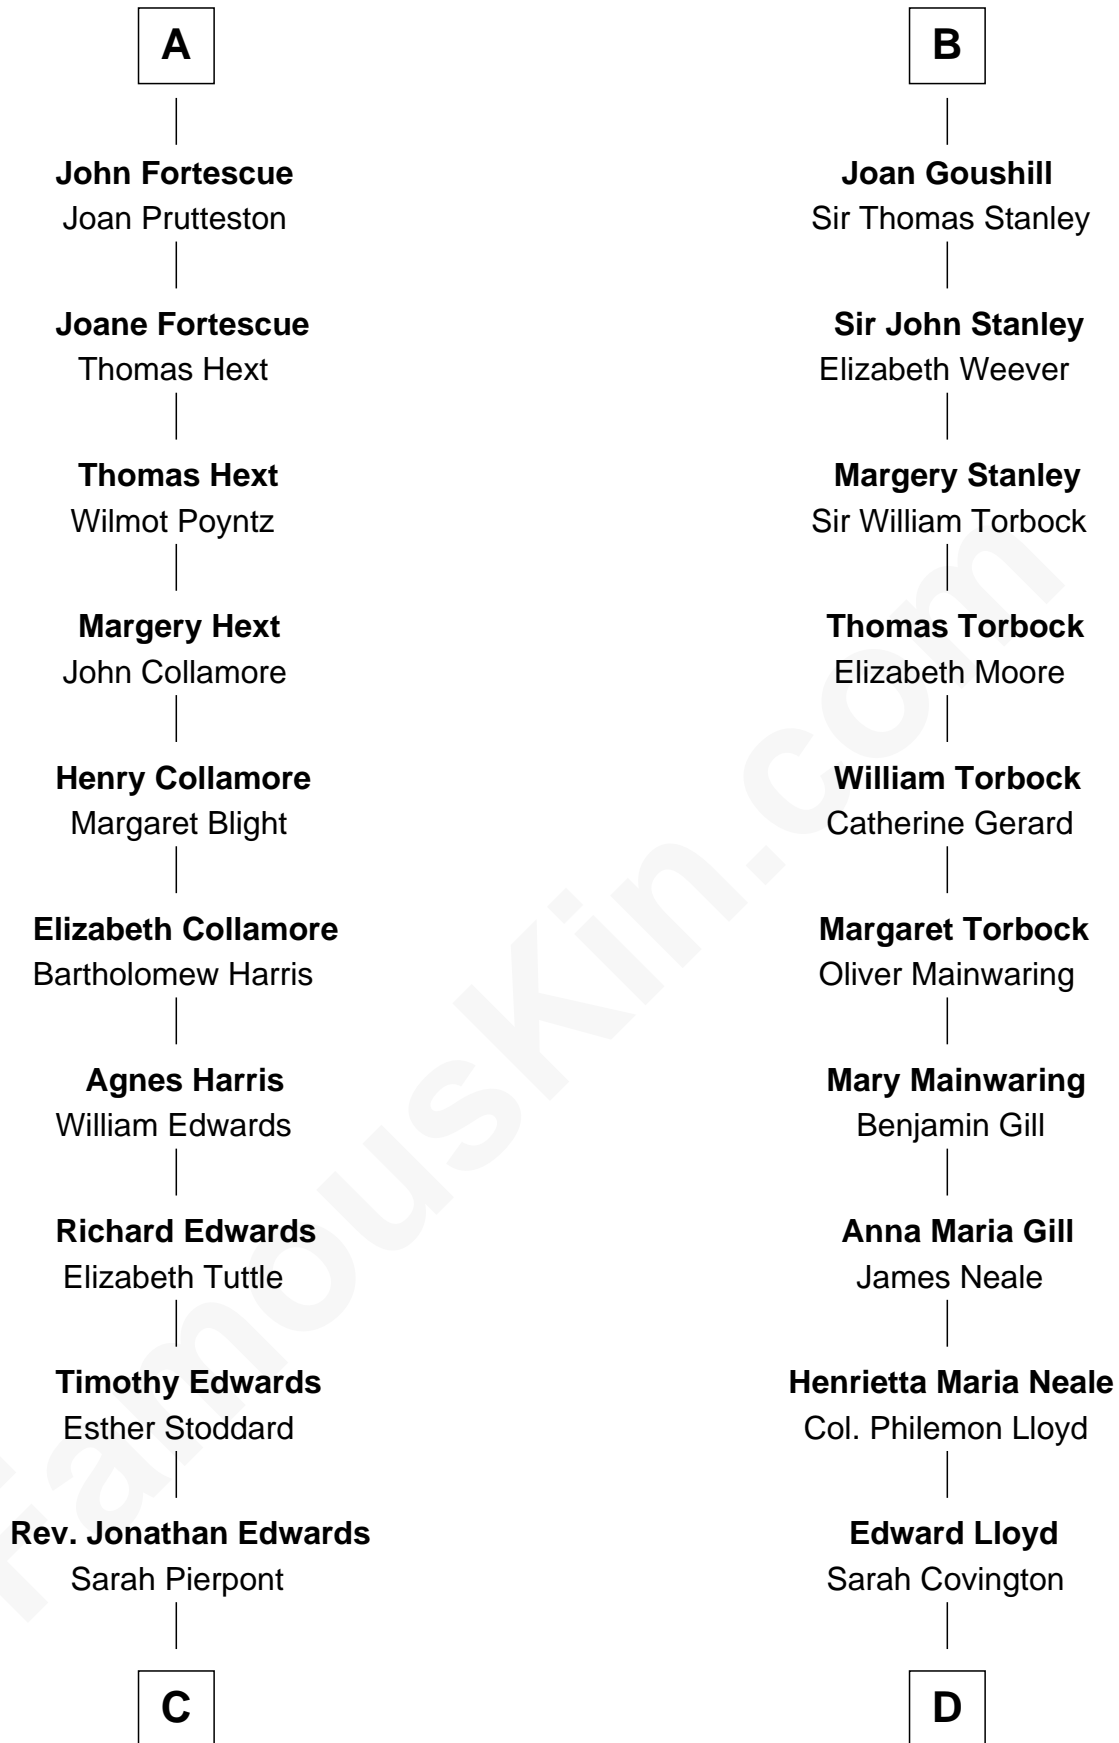 A
John Fortescue
Joan Prutteston
Joane Fortescue
Thomas Hext
Thomas Hext
Wilmot Poyntz
Margery Hext
John Collamore
Henry Collamore
Margaret Blight
Elizabeth Collamore
Bartholomew Harris
Agnes Harris
William Edwards
Richard Edwards
Elizabeth Tuttle
Timothy Edwards
Esther Stoddard
Rev. Jonathan Edwards
Sarah Pierpont
C
B
Joan Goushill
Sir Thomas Stanley
Sir John Stanley
Elizabeth Weever
Margery Stanley
Sir William Torbock
Thomas Torbock
Elizabeth Moore
William Torbock
Catherine Gerard
Margaret Torbock
Oliver Mainwaring
Mary Mainwaring
Benjamin Gill
Anna Maria Gill
James Neale
Henrietta Maria Neale
Col. Philemon Lloyd
Edward Lloyd
Sarah Covington
D
FamousKin.com